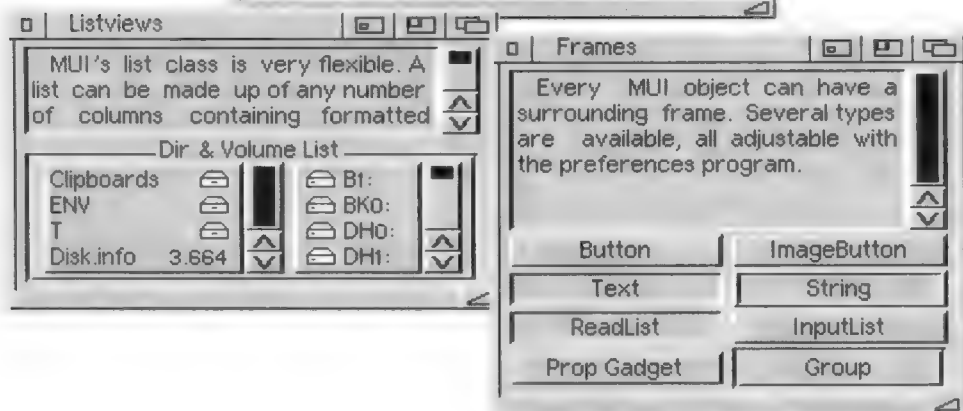 Listviews
MUI's list class is very flexible. A
list can be made up of any number
of columns containing formatted
Dir & Volume List
Clipboards
ENV
T
Disk.info 3.664
B1:
BK0:
DH0:
DH1:
Frames
Every MUI object can have a
surrounding frame. Several types
are available, all adjustable with
the preferences program.
Button ImageButton
Text String
ReadList InputList
Prop Gadget Group